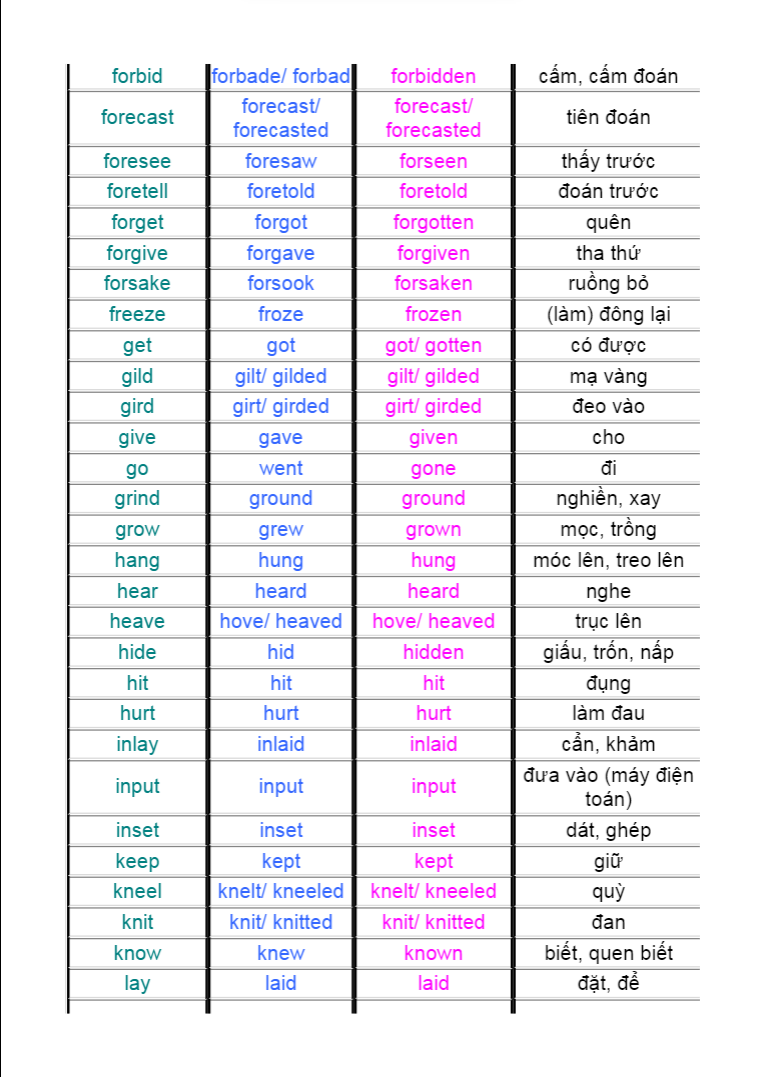 forbid forbade/ forbad forbidden cấm, cấm đoán
forecast forecast/ forecasted forecast/ forecasted tiên đoán
foresee foresaw forseen thấy trước
foretell foretold foretold đoán trước
forget forgot forgotten quên
forgive forgave forgiven tha thứ
forsake forsook forsaken ruồng bỏ
freeze froze frozen (làm) đông lại
get got got/ gotten có được
gild gilt/ gilded gilt/ gilded mạ vàng
gird girt/ girded girt/ girded đeo vào
give gave given cho
go went gone đi
grind ground ground nghiền, xay
grow grew grown mọc, trồng
hang hung hung móc lên, treo lên
hear heard heard nghe
heave hove/ heaved hove/ heaved trục lên
hide hid hidden giấu, trốn, nấp
hit hit hit đụng
hurt hurt hurt làm đau
inlay inlaid inlaid cẩn, khảm
input input input đưa vào (máy điện toán)
inset inset inset dát, ghép
keep kept kept giữ
kneel knelt/ kneeled knelt/ kneeled quỳ
knit knit/ knitted knit/ knitted đan
know knew known biết, quen biết
lay laid laid đặt, để